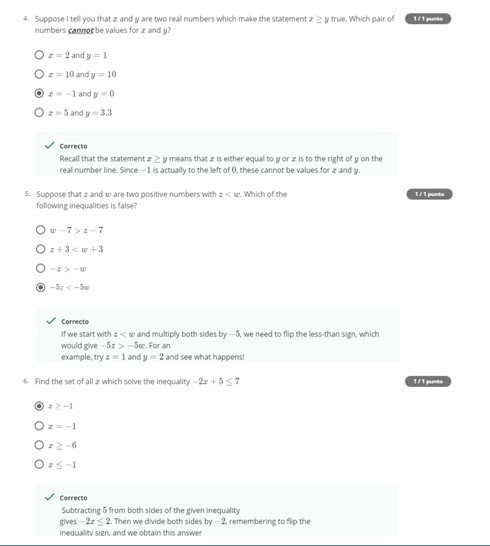 4. Suppose I tell you that x and y are two real numbers which make the statement x ≥ y true. Which pair of
1 / 1 punto
numbers cannot be values for x and y?
x = 2 and y = 1
x = 10 and y = 10
x = −1 and y = 0
x = 5 and y = 3.3
Correcto
Recall that the statement x ≥ y means that x is either equal to y or x is to the right of y on the
real number line. Since −1 is actually to the left of 0, these cannot be values for x and y.
5. Suppose that z and w are two positive numbers with z < w. Which of the
1 / 1 punto
following inequalities is false?
w − 7 > z − 7
z + 3 < w + 3
−z > −w
−5z < −5w
Correcto
If we start with z < w and multiply both sides by −5, we need to flip the less-than sign, which
would give −5z > −5w. For an
example, try z = 1 and y = 2 and see what happens!
6. Find the set of all x which solve the inequality −2x + 5 ≤ 7
1 / 1 punto
x ≥ −1
x = −1
x ≥ −6
x ≤ −1
Correcto
Subtracting 5 from both sides of the given inequality
gives −2x ≤ 2. Then we divide both sides by −2, remembering to flip the
inequality sign, and we obtain this answer